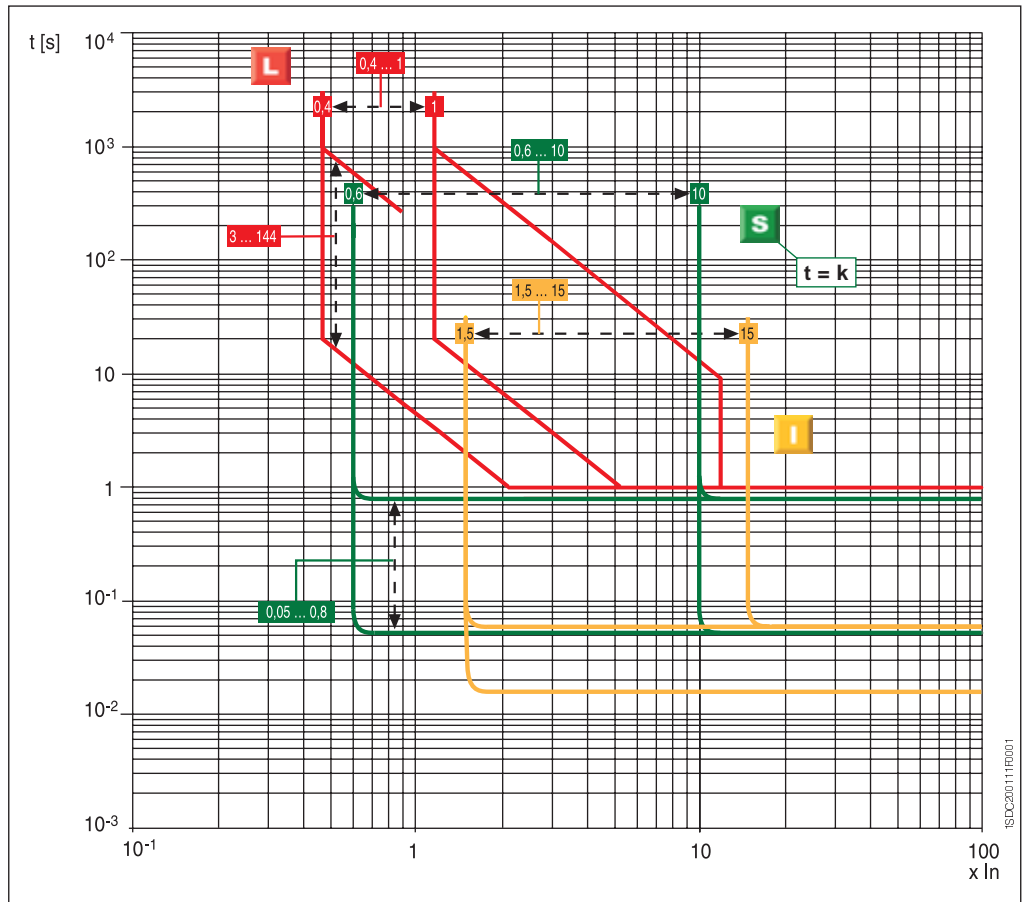 t [s]
10⁴
L
0,4 ... 1
0,4
1
10³
0,6 ... 10
0,6
10
S
3 ... 144
t = k
10²
1,5 ... 15
1,5
15
10
I
1
10⁻¹
0,05 ... 0,8
10⁻²
10⁻³
10⁻¹
1
10
100
x In
1SDC200111F0001